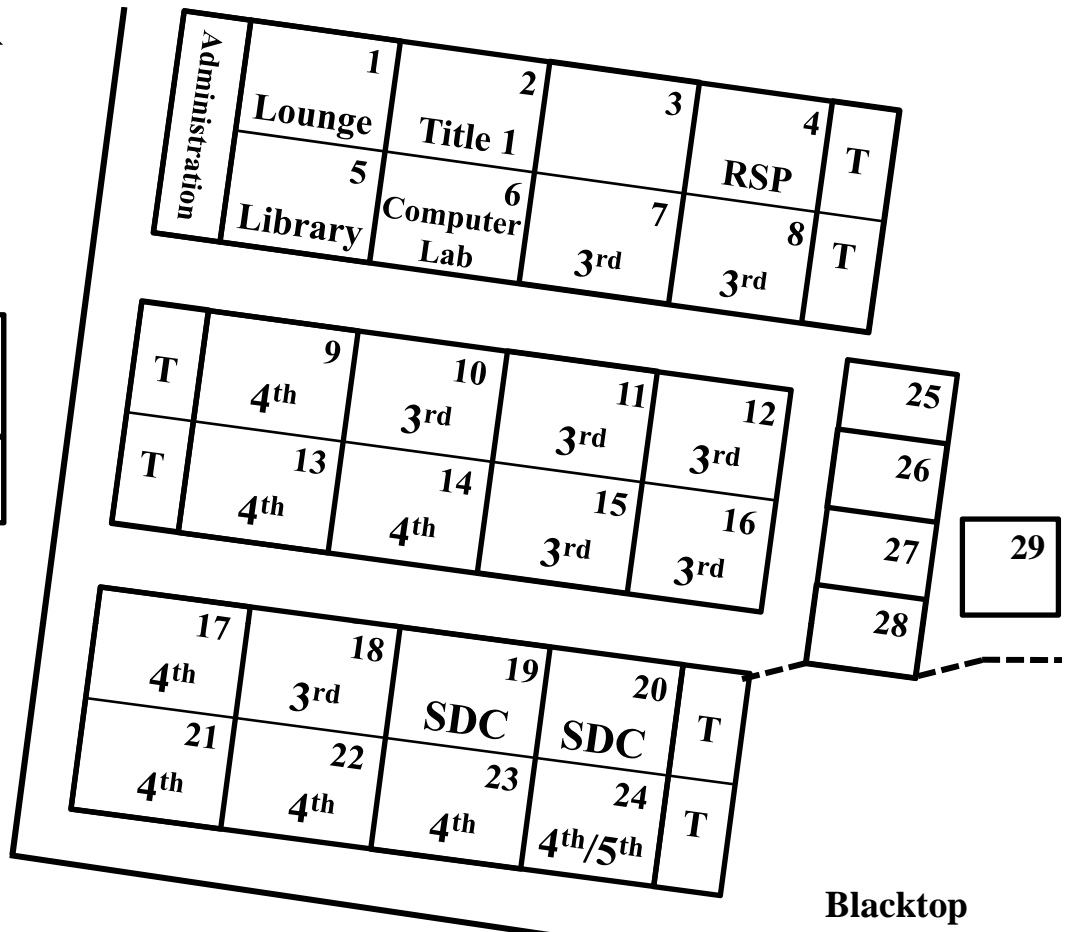 Administration
1
Lounge
2
Title 1
3
4
RSP
T
5
Library
6
Computer
Lab
7
3rd
8
3rd
T
T
9
4th
10
3rd
11
3rd
12
3rd
T
13
4th
14
4th
15
3rd
16
3rd
25
26
27
28
29
17
4th
18
3rd
19
SDC
20
SDC
T
21
4th
22
4th
23
4th
24
4th/5th
T
Blacktop